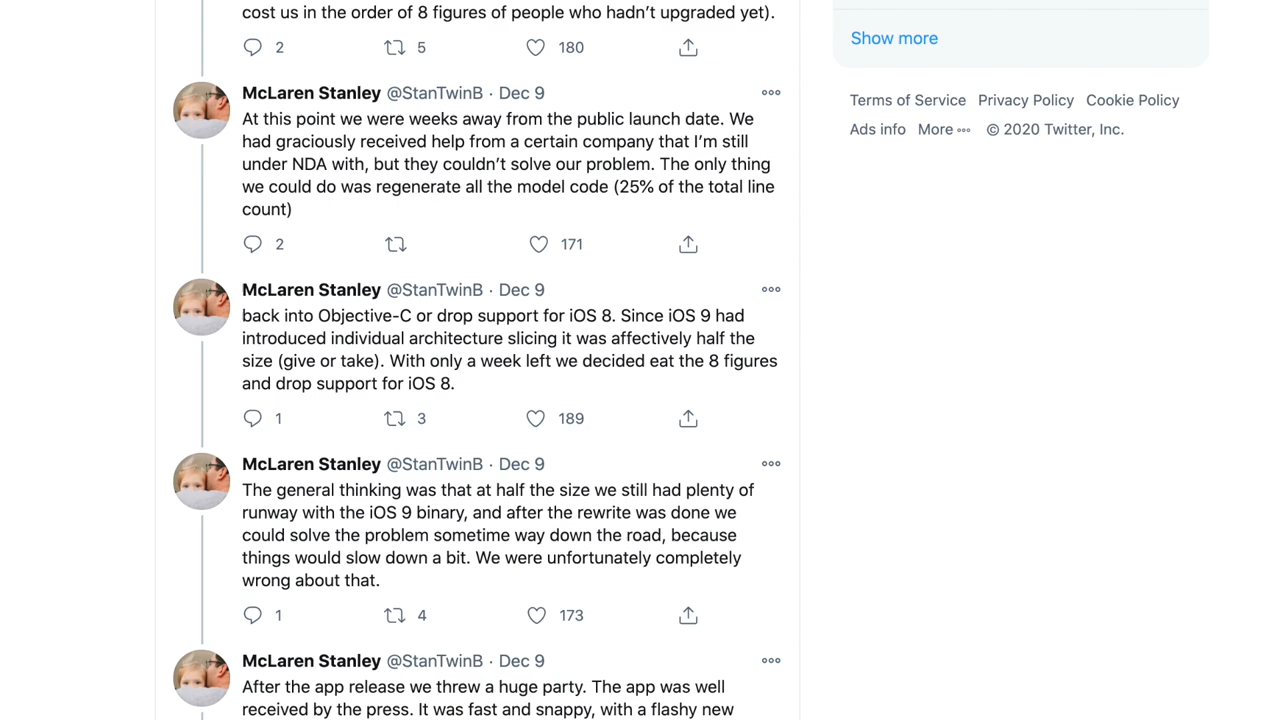 cost us in the order of 8 figures of people who hadn’t upgraded yet).
2 5 180
McLaren Stanley @StanTwinB · Dec 9
At this point we were weeks away from the public launch date. We
had graciously received help from a certain company that I’m still
under NDA with, but they couldn’t solve our problem. The only thing
we could do was regenerate all the model code (25% of the total line
count)
2 171
McLaren Stanley @StanTwinB · Dec 9
back into Objective-C or drop support for iOS 8. Since iOS 9 had
introduced individual architecture slicing it was affectively half the
size (give or take). With only a week left we decided eat the 8 figures
and drop support for iOS 8.
1 3 189
McLaren Stanley @StanTwinB · Dec 9
The general thinking was that at half the size we still had plenty of
runway with the iOS 9 binary, and after the rewrite was done we
could solve the problem sometime way down the road, because
things would slow down a bit. We were unfortunately completely
wrong about that.
1 4 173
McLaren Stanley @StanTwinB · Dec 9
After the app release we threw a huge party. The app was well
received by the press. It was fast and snappy, with a flashy new
Show more
Terms of Service Privacy Policy Cookie Policy
Ads info More © 2020 Twitter, Inc.